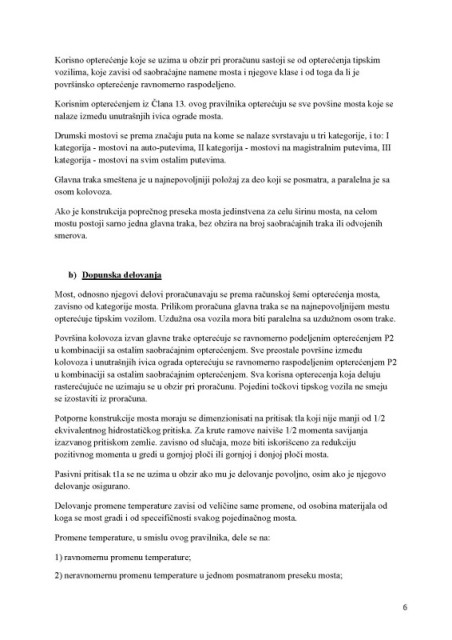 Korisno opterećenje koje se uzima u obzir pri proračunu sastoji se od opterećenja tipskim
vozilima, koje zavisi od saobraćajne namene mosta i njegove klase i od toga da li je
površinsko opterećenje ravnomerno raspodeljeno.
Korisnim opterećenjem iz Člana 13. ovog pravilnika opterećuju se sve povšine mosta koje se
nalaze između unutrašnjih ivica ograde mosta.
Drumski mostovi se prema značaju puta na kome se nalaze svrstavaju u tri kategorije, i to: I
kategorija - mostovi na auto-putevima, II kategorija - mostovi na magistralnim putevima, III
kategorija - mostovi na svim ostalim putevima.
Glavna traka smeštena je u najnepovoljniji položaj za deo koji se posmatra, a paralelna je sa
osom kolovoza.
Ako je konstrukcija poprečnog preseka mosta jedinstvena za celu širinu mosta, na celom
mostu postoji samo jedna glavna traka, bez obzira na broj saobraćajnih traka ili odvojenih
smerova.
b) Dopunska delovanja
Most, odnosno njegovi delovi proračunavaju se prema računskoj šemi opterećenja mosta,
zavisno od kategorije mosta. Prilikom proračuna glavna traka se na najnepovolijnijem mestu
opterećuje tipskim vozilom. Uzdužna osa vozila mora biti paralelna sa uzdužnom osom trake.
Površina kolovoza izvan glavne trake opterećuje se ravnomerno podeljnim opterećenjem P2
u kombinaciji sa ostalim saobraćajnim opterećenjem. Sve preostale površine između
kolovoza i unutrašnjih ivica ograda opterećuju se ravnomerno raspodeljenim opterećenjem P2
u kombinaciji sa ostalim saobraćajnim opterećenjem. Sva korisna opterecenja koja deluju
rasterećujuće ne uzimaju se u obzir pri proračunu. Pojedini točkovi tipskog vozila ne smeju
se izostaviti iz proračuna.
Potporne konstrukcije mosta moraju se dimenzionisati na pritisak tla koji nije manji od 1/2
ekvivalentnog hidrostatičkog pritiska. Za krute ramove naiviše 1/2 momenta savijanja
izazvanog pritiskom zemlie. zavisno od slučaja, moze biti iskorišceno za redukciju
pozitivnog momenta u gredi u gornjoj ploči ili gornjoj i donjoj ploči mosta.
Pasivni pritisak t1a se ne uzima u obzir ako mu je delovanje povoljno, osim ako je njegovo
delovanje osigurano.
Delovanje promene temperature zavisi od veličine same promene, od osobina materijala od
koga se most gradi i od speceifičnosti svakog pojedinačnog mosta.
Promene temperature, u smislu ovog pravilnika, dele se na:
1) ravnomernu promenu temperature;
2) neravnomernu promenu temperature u jednom posmatranom preseku mosta;
6